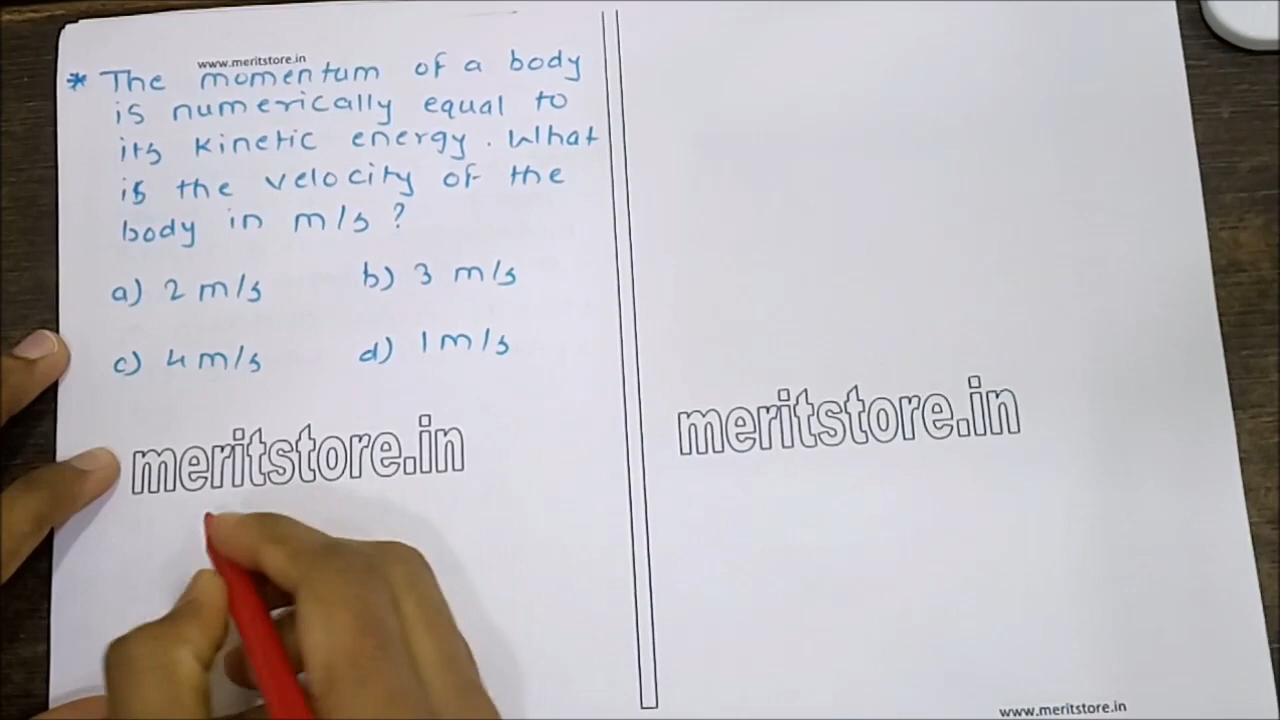 www.meritstore.in
* The momentum of a body
is numerically equal to
its kinetic energy. What
is the velocity of the
body in m/s ?
a) 2 m/s b) 3 m/s
c) 4 m/s d) 1 m/s
meritstore.in
meritstore.in
www.meritstore.in